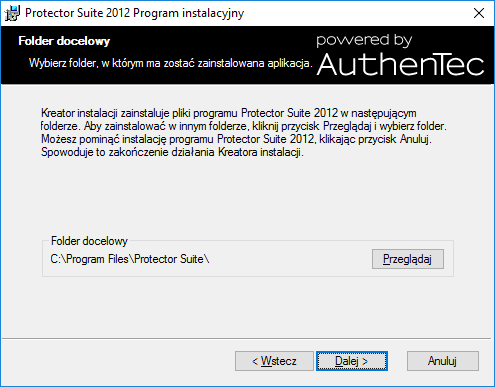 Protector Suite 2012 Program instalacyjny
Folder docelowy
Wybierz folder, w którym ma zostać zainstalowana aplikacja.
powered by
AuthenTec
Kreator instalacji zainstaluje pliki programu Protector Suite 2012 w następującym
folderze. Aby zainstalować w innym folderze, kliknij przycisk Przeglądaj i wybierz folder.
Możesz pominąć instalację programu Protector Suite 2012, klikając przycisk Anuluj.
Spowoduje to zakończenie działania Kreatora instalacji.
Folder docelowy
C:\Program Files\Protector Suite\
Przeglądaj
< Wstecz
Dalej >
Anuluj